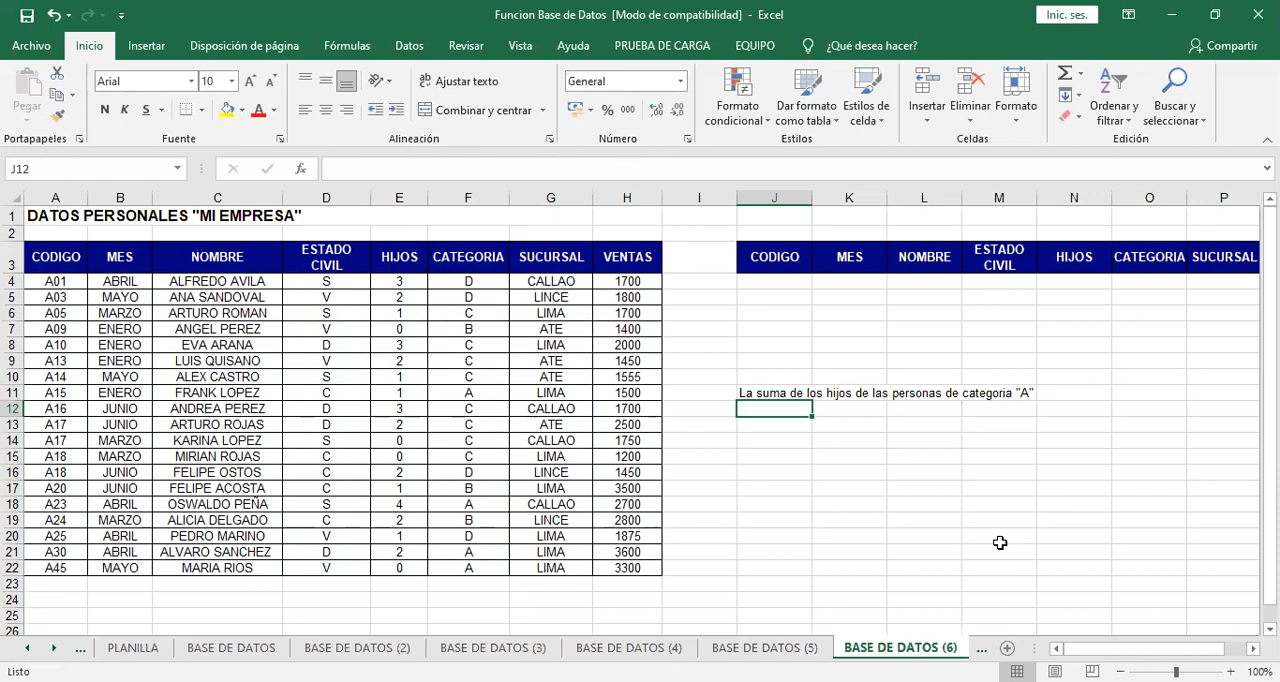 Funcion Base de Datos [Modo de compatibilidad] - Excel
Inic. ses.
Archivo Inicio Insertar Disposición de página Fórmulas Datos Revisar Vista Ayuda PRUEBA DE CARGA EQUIPO ¿Qué desea hacer? Compartir
Pegar
Arial 10
N K S
Ajustar texto
Combinar y centrar
General
% 000
Formato condicional
Dar formato como tabla
Estilos de celda
Insertar Eliminar Formato
Ordenar y filtrar
Buscar y seleccionar
Portapapeles Fuente Alineación Número Estilos Celdas Edición
J12 fx
A B C D E F G H I J K L M N O P
1 DATOS PERSONALES "MI EMPRESA"
2
3 CODIGO MES NOMBRE ESTADO CIVIL HIJOS CATEGORIA SUCURSAL VENTAS CODIGO MES NOMBRE ESTADO CIVIL HIJOS CATEGORIA SUCURSAL
4 A01 ABRIL ALFREDO AVILA S 3 D CALLAO 1700
5 A03 MAYO ANA SANDOVAL V 2 D LINCE 1800
6 A05 MARZO ARTURO ROMAN S 1 C LIMA 1700
7 A09 ENERO ANGEL PEREZ V 0 B ATE 1400
8 A10 ENERO EVA ARANA D 3 C LIMA 2000
9 A13 ENERO LUIS QUISANO V 2 C ATE 1450
10 A14 MAYO ALEX CASTRO S 1 C ATE 1555
11 A15 ENERO FRANK LOPEZ C 1 A LIMA 1500 La suma de los hijos de las personas de categoria "A"
12 A16 JUNIO ANDREA PEREZ D 3 C CALLAO 1700
13 A17 JUNIO ARTURO ROJAS D 2 C ATE 2500
14 A17 MARZO KARINA LOPEZ S 0 C CALLAO 1750
15 A18 MARZO MIRIAN ROJAS C 0 C LIMA 1200
16 A18 JUNIO FELIPE OSTOS C 2 D LINCE 1450
17 A20 JUNIO FELIPE ACOSTA C 1 B LIMA 3500
18 A23 ABRIL OSWALDO PEÑA S 4 A CALLAO 2700
19 A24 MARZO ALICIA DELGADO C 2 B LINCE 2800
20 A25 ABRIL PEDRO MARINO V 1 D LIMA 1875
21 A30 ABRIL ALVARO SANCHEZ D 2 A LIMA 3600
22 A45 MAYO MARIA RIOS V 0 A LIMA 3300
23
24
25
26
... PLANILLA BASE DE DATOS BASE DE DATOS (2) BASE DE DATOS (3) BASE DE DATOS (4) BASE DE DATOS (5) BASE DE DATOS (6) ...
Listo 100%